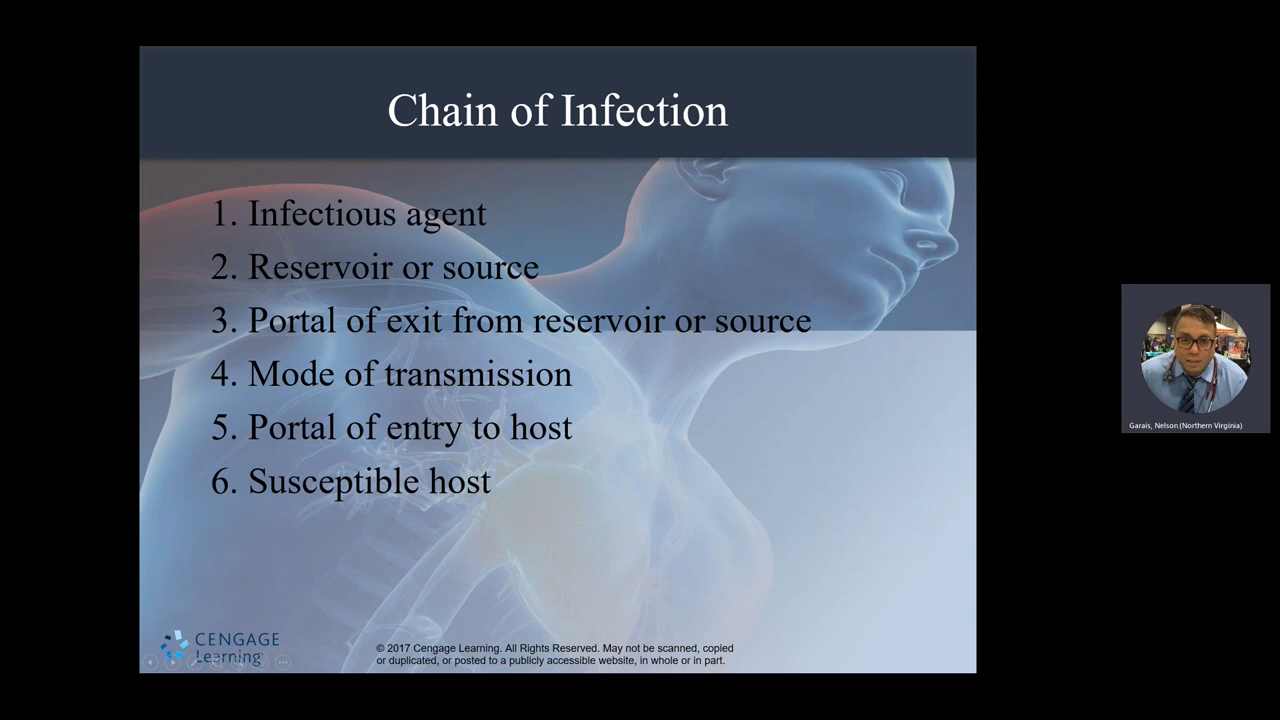 Chain of Infection
1. Infectious agent
2. Reservoir or source
3. Portal of exit from reservoir or source
4. Mode of transmission
5. Portal of entry to host
6. Susceptible host
CENGAGE
Learning
© 2017 Cengage Learning. All Rights Reserved. May not be scanned, copied
or duplicated, or posted to a publicly accessible website, in whole or in part.
Garais, Nelson (Northern Virginia)